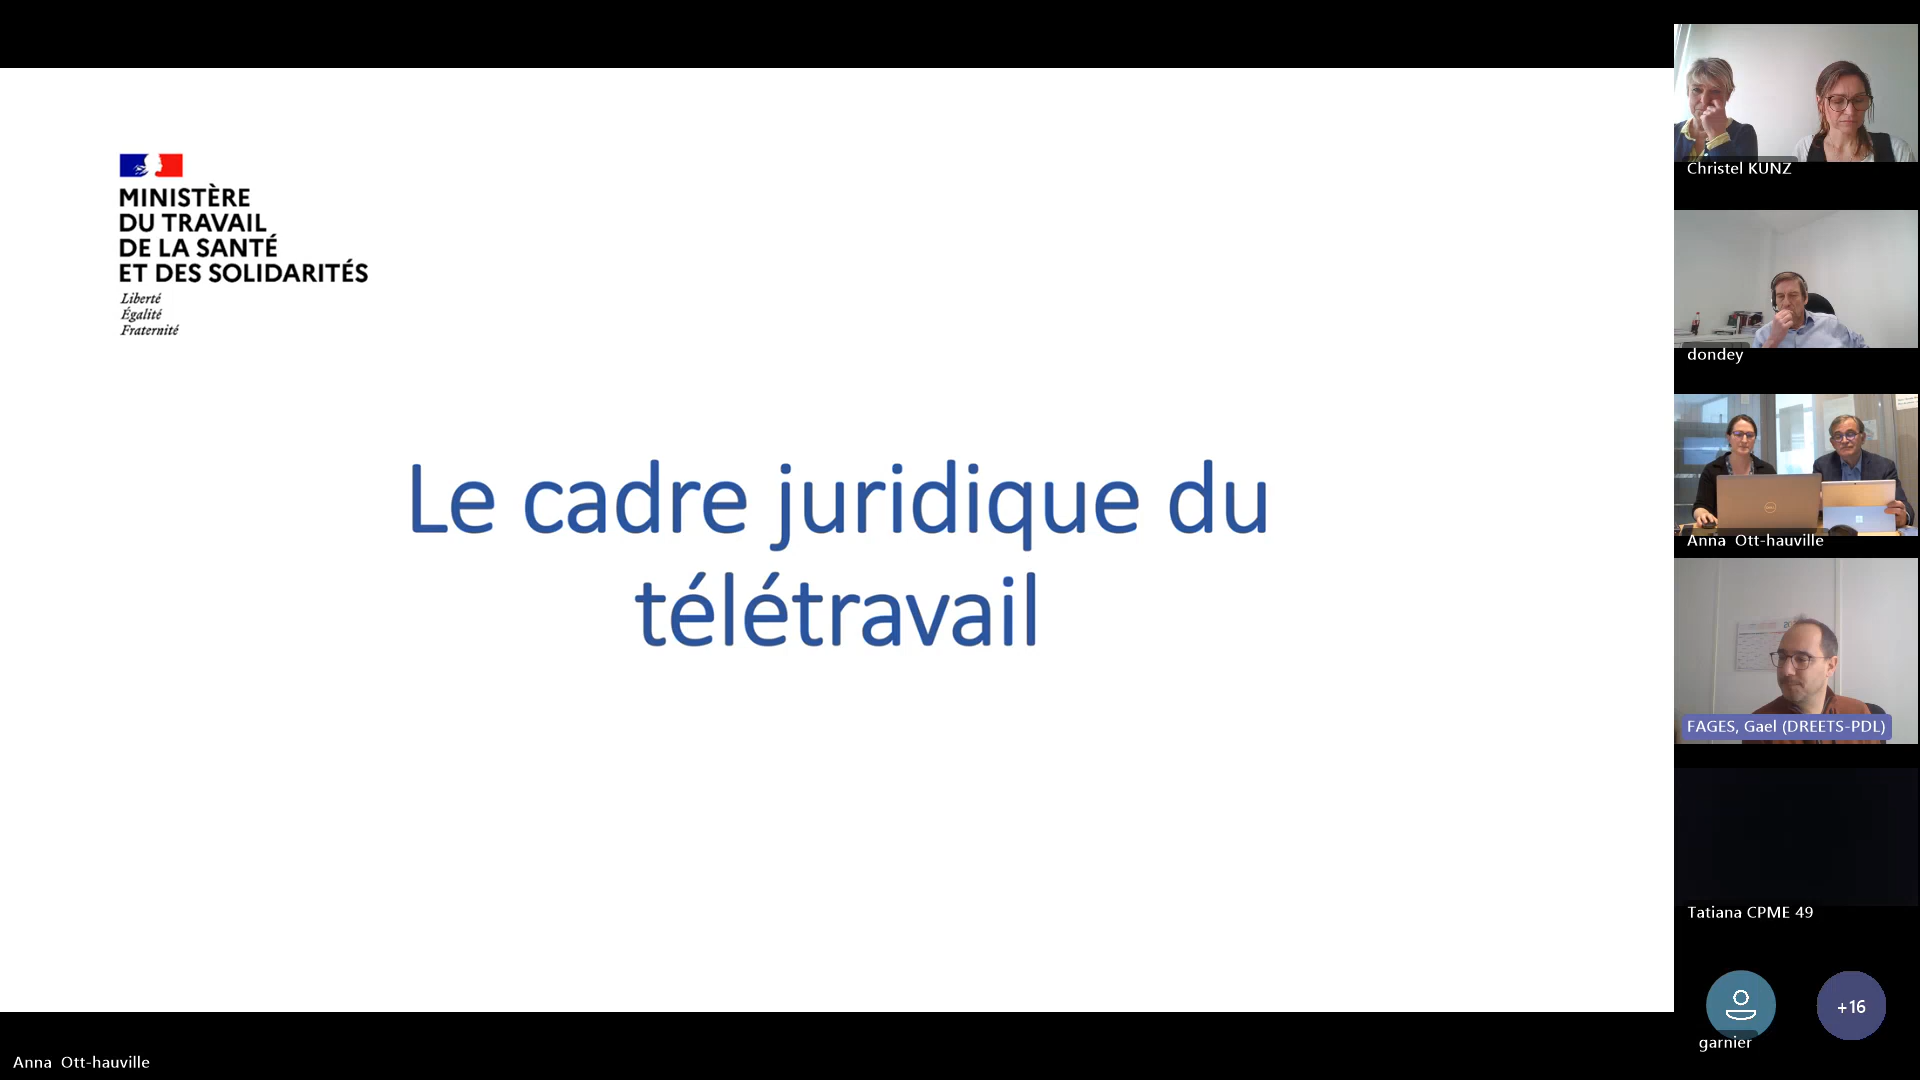 MINISTÈRE
DU TRAVAIL
DE LA SANTÉ
ET DES SOLIDARITÉS
Liberté
Égalité
Fraternité
Le cadre juridique du
télétravail
Christel KUNZ
dondey
Anna Ott-hauville
FAGES, Gael (DREETS-PDL)
Tatiana CPME 49
garnier
+16
Anna Ott-hauville